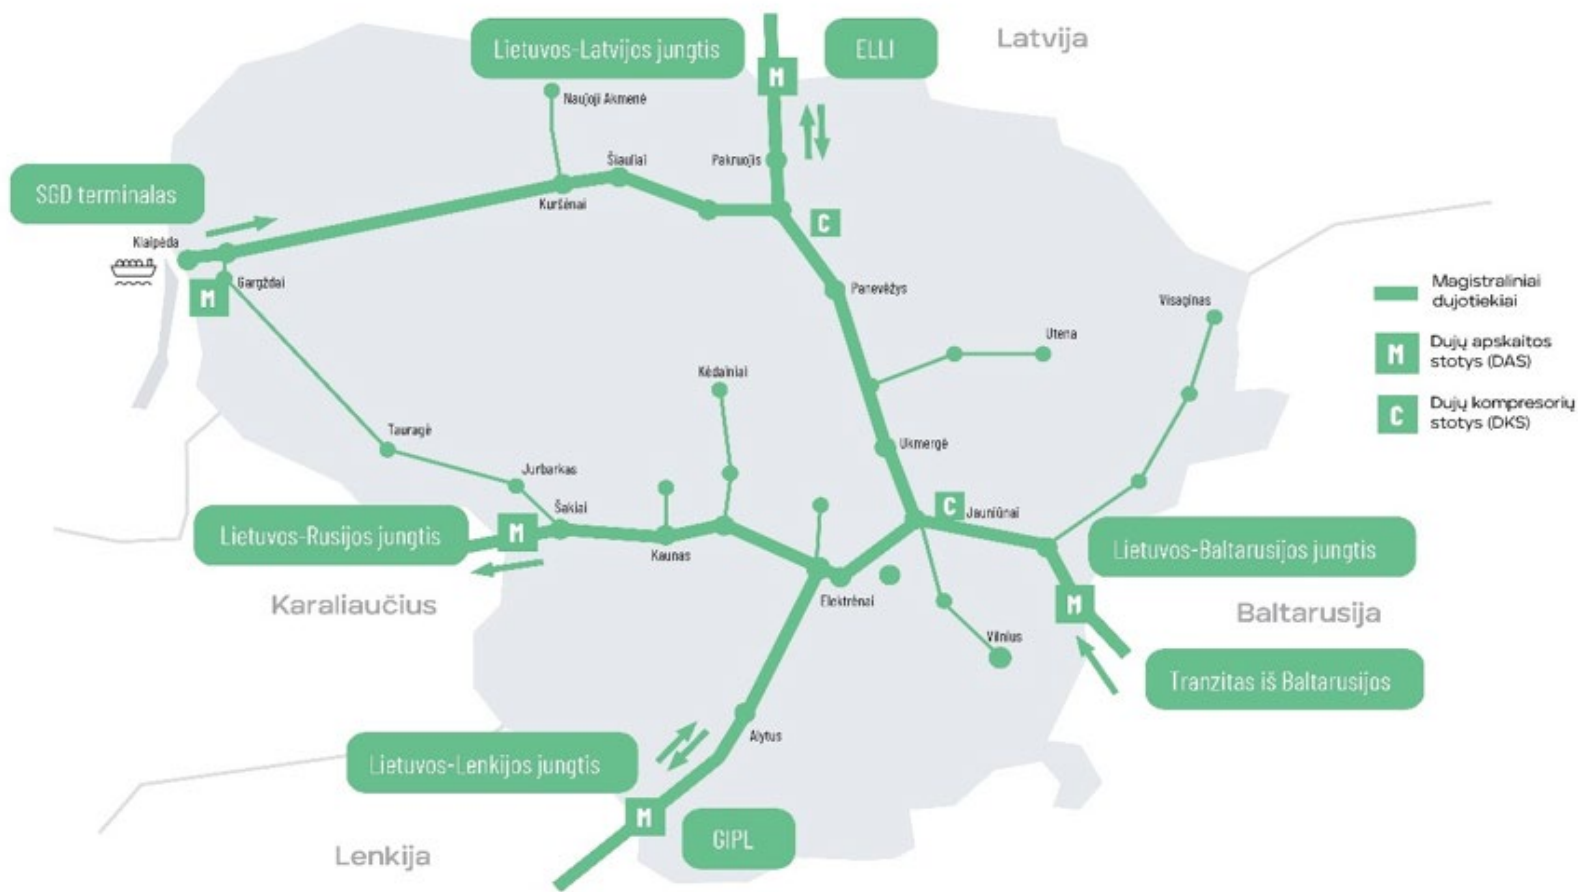 Lietuvos-Latvijos jungtis
ELLI
Latvija
M
Naujoji Akmenė
Šiauliai
Pakruojis
SGD terminalas
Kuršėnai
C
Klaipėda
Gargždai
M
Panevėžys
Visaginas
Magistraliniai
dujotiekiai
Utena
M
Dujų apskaitos
stotys (DAS)
Kėdainiai
C
Dujų kompresorių
stotys (DKS)
Tauragė
Ukmergė
Jurbarkas
Šakiai
C
Jauniūnai
Lietuvos-Rusijos jungtis
M
Kaunas
Lietuvos-Baltarusijos jungtis
Karaliaučius
Elektrėnai
M
Baltarusija
Vilnius
Tranzitas iš Baltarusijos
Alytus
Lietuvos-Lenkijos jungtis
M
GIPL
Lenkija